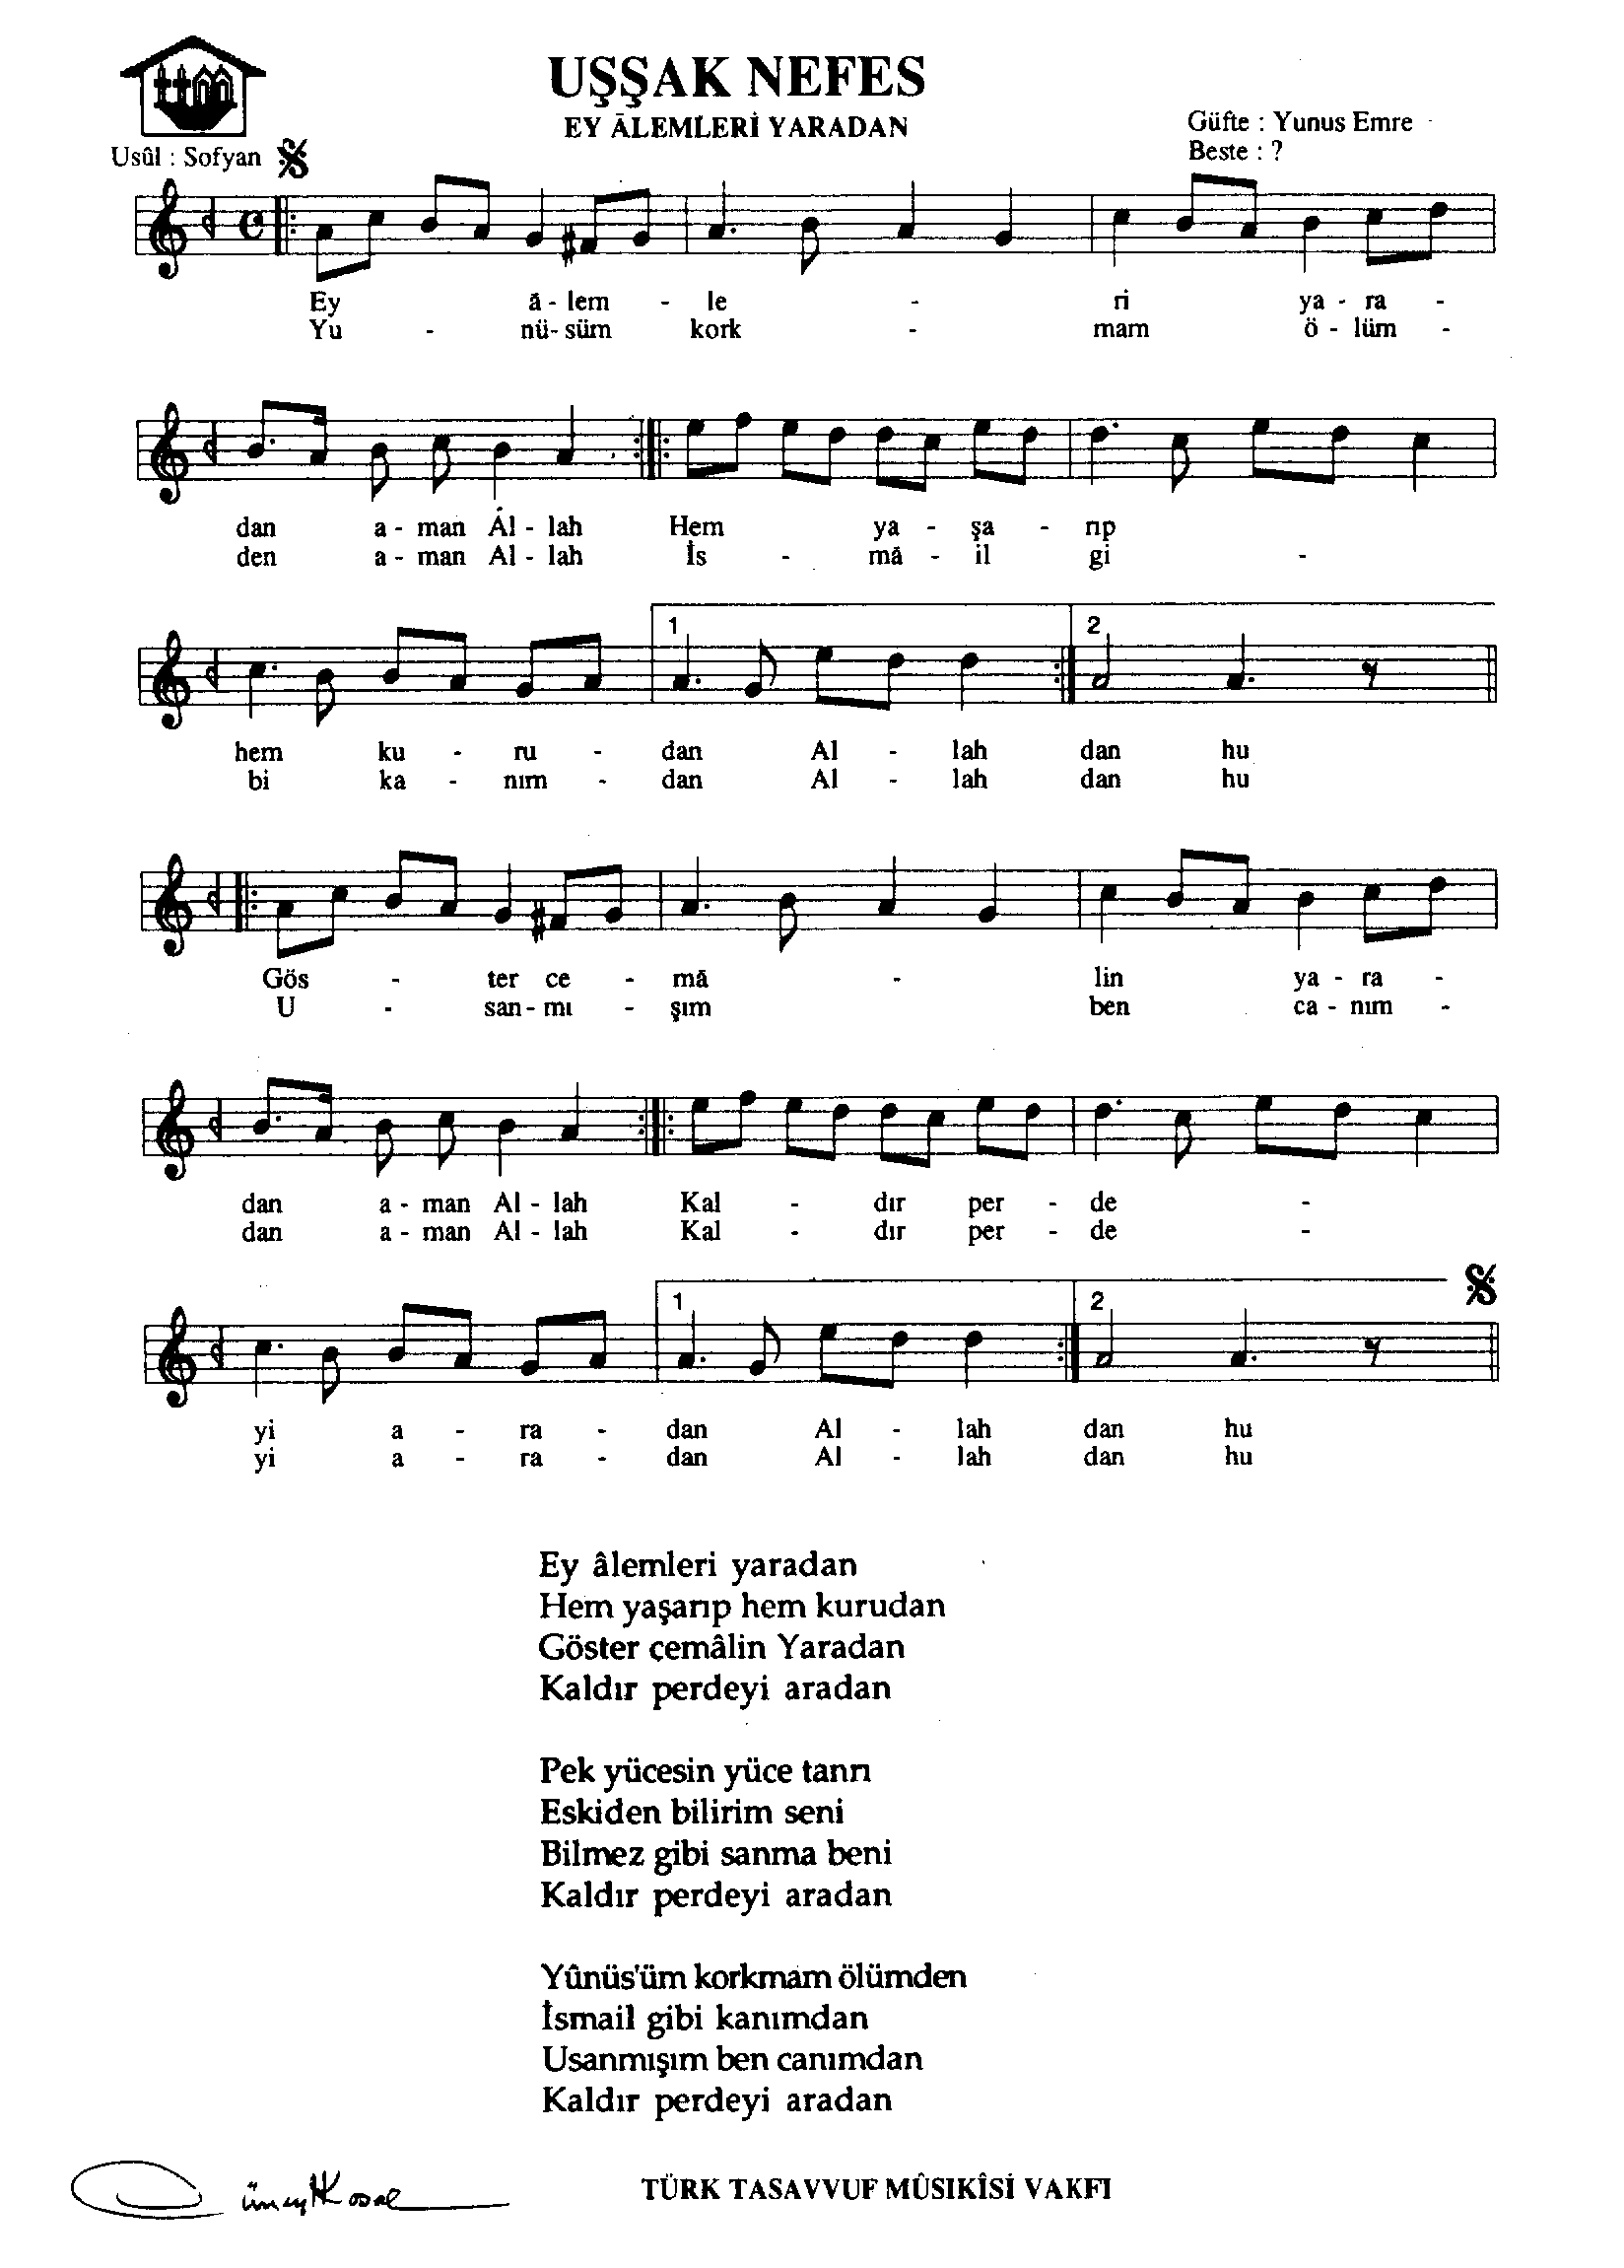 ttmv
UŞŞAK NEFES
EY ÂLEMLERİ YARADAN
Güfte : Yunus Emre
Beste : ?
Usûl : Sofyan
Ey â - lem - le - ri ya - ra -
Yu - nü - süm kork - mam ö - lüm -
dan a - man Al - lah Hem ya - şa - rıp
den a - man Al - lah İs - mâ - il gi -
1 2
hem ku - ru - dan Al - lah dan hu
bi ka - nım - dan Al - lah dan hu
Gös - ter ce - mâ - lin ya - ra -
U - san - mı - şım ben ca - nım -
dan a - man Al - lah Kal - dır per - de -
dan a - man Al - lah Kal - dır per - de -
1 2
yi a - ra - dan Al - lah dan hu
yi a - ra - dan Al - lah dan hu
Ey âlemleri yaradan
Hem yaşarıp hem kurudan
Göster cemâlin Yaradan
Kaldır perdeyi aradan
Pek yücesin yüce tanrı
Eskiden bilirim seni
Bilmez gibi sanma beni
Kaldır perdeyi aradan
Yûnüs'üm korkmam ölümden
İsmail gibi kanımdan
Usanmışım ben canımdan
Kaldır perdeyi aradan
TÜRK TASAVVUF MÛSIKÎSİ VAKFI